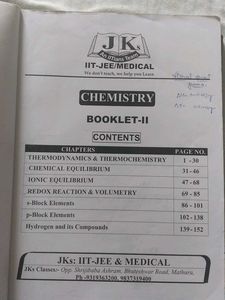 JK
IIT-JEE/MEDICAL
We don't teach, we help you Learn
CHEMISTRY
BOOKLET-II
CONTENTS
CHAPTERS PAGE NO.
THERMODYNAMICS & THERMOCHEMISTRY 1 - 30
CHEMICAL EQUILIBRIUM 31-46
IONIC EQUILIBRIUM 47-68
REDOX REACTION & VOLUMETRY 69-85
s-Block Elements 86-101
p-Block Elements 102-138
Hydrogen and its Compounds 139-152
JKs: IIT-JEE & MEDICAL
JKs Classes:- Opp. Shrijibaba Ashram, Bhuteshwar Road, Mathura,
Ph -9319363200, 9837319400